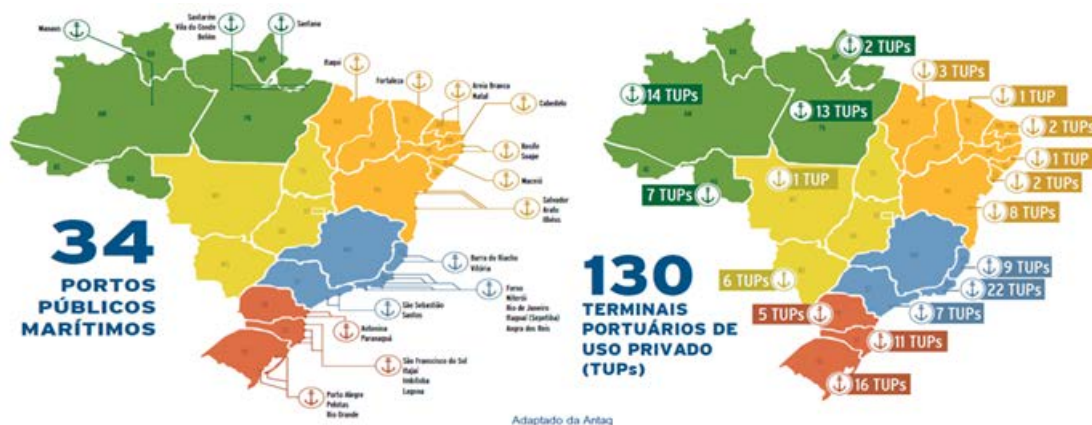 Manaus
Santarém
Vila do Conde
Belém
Santana
Itaqui
Fortaleza
Areia Branca
Natal
Cabedelo
Recife
Suape
Maceió
Salvador
Aratu
Ilhéus
34
PORTOS
PÚBLICOS
MARÍTIMOS
Barra do Riacho
Vitória
Forno
Niterói
Rio de Janeiro
Itaguaí (Sepetiba)
Angra dos Reis
São Sebastião
Santos
Antonina
Paranaguá
São Francisco do Sul
Itajaí
Imbituba
Laguna
Porto Alegre
Pelotas
Rio Grande
2 TUPs
3 TUPs
14 TUPs
13 TUPs
1 TUP
2 TUPs
1 TUP
2 TUPs
7 TUPs
1 TUP
8 TUPs
130
TERMINAIS
PORTUÁRIOS DE
USO PRIVADO
(TUPs)
6 TUPs
9 TUPs
22 TUPs
7 TUPs
5 TUPs
11 TUPs
16 TUPs
Adaptado da Antaq